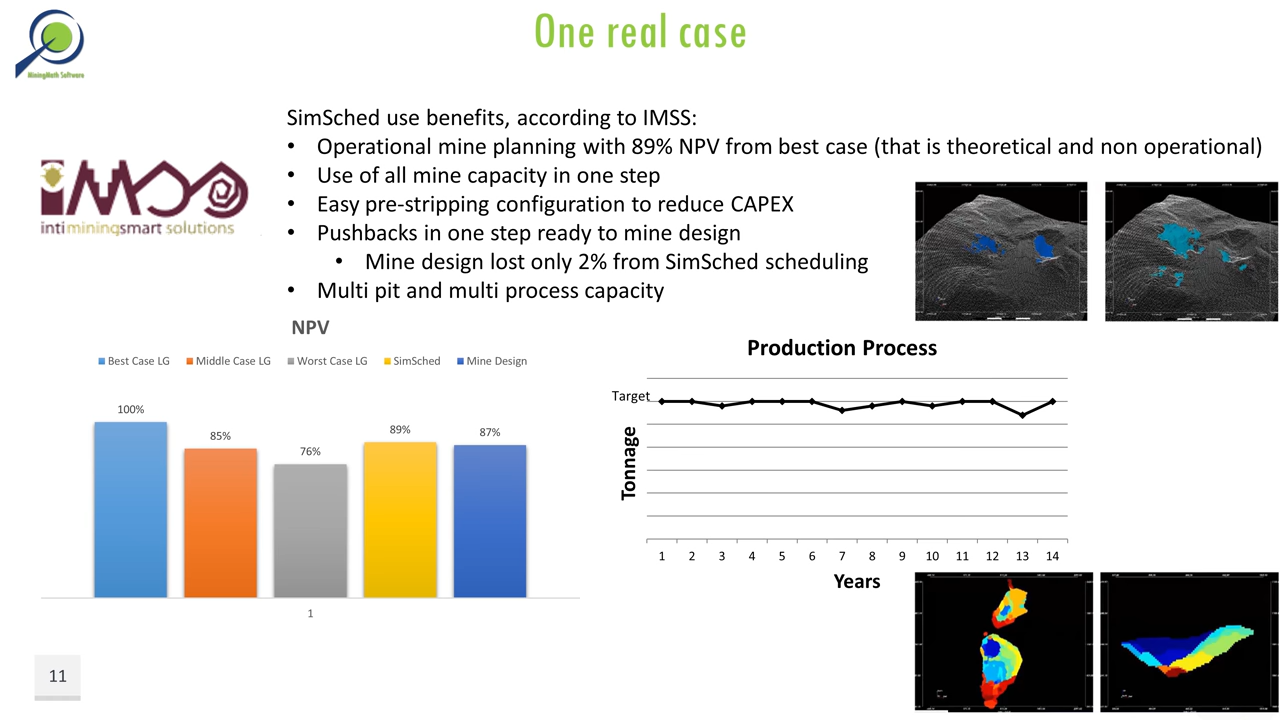 One real case
MiningMath Software
imss
inti miningsmart solutions
SimSched use benefits, according to IMSS:
• Operational mine planning with 89% NPV from best case (that is theoretical and non operational)
• Use of all mine capacity in one step
• Easy pre-stripping configuration to reduce CAPEX
• Pushbacks in one step ready to mine design
• Mine design lost only 2% from SimSched scheduling
• Multi pit and multi process capacity
NPV
Best Case LG Middle Case LG Worst Case LG SimSched Mine Design
100%
85%
76%
89%
87%
1
Production Process
Target
Tonnage
1 2 3 4 5 6 7 8 9 10 11 12 13 14
Years
11